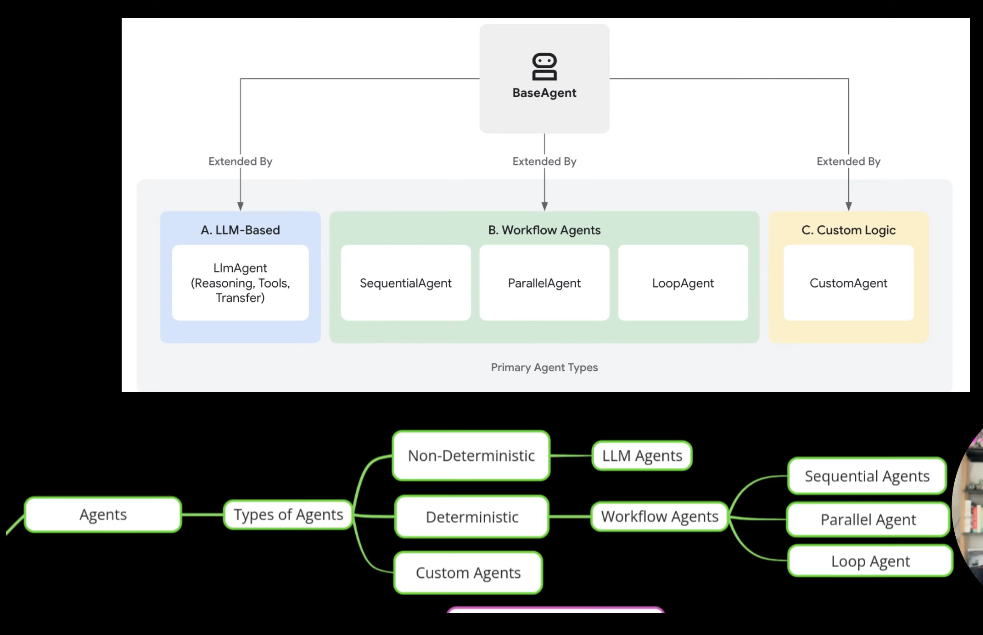 BaseAgent
Extended By
Extended By
Extended By
A. LLM-Based
B. Workflow Agents
C. Custom Logic
LlmAgent
(Reasoning, Tools,
Transfer)
SequentialAgent
ParallelAgent
LoopAgent
CustomAgent
Primary Agent Types
Agents
Types of Agents
Non-Deterministic
LLM Agents
Deterministic
Workflow Agents
Custom Agents
Sequential Agents
Parallel Agent
Loop Agent